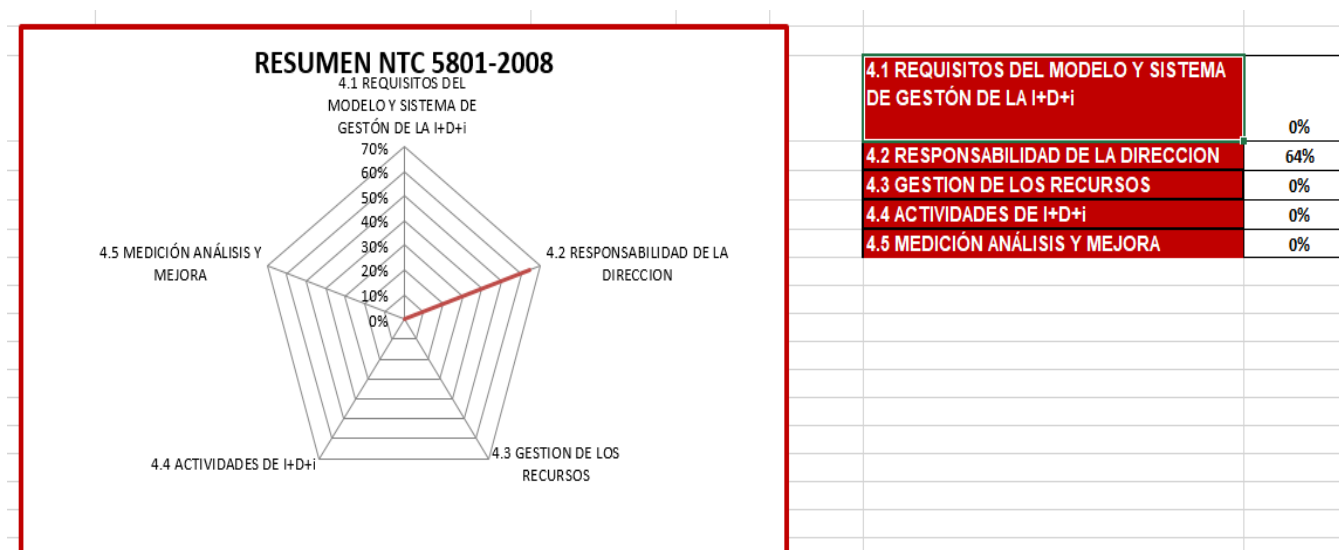 RESUMEN NTC 5801-2008
4.1 REQUISITOS DEL
MODELO Y SISTEMA DE
GESTÓN DE LA I+D+i
70%
60%
50%
40%
30%
20%
10%
0%
4.2 RESPONSABILIDAD DE LA
DIRECCION
4.3 GESTION DE LOS
RECURSOS
4.4 ACTIVIDADES DE I+D+i
4.5 MEDICIÓN ANÁLISIS Y
MEJORA
4.1 REQUISITOS DEL MODELO Y SISTEMA
DE GESTÓN DE LA I+D+i
0%
4.2 RESPONSABILIDAD DE LA DIRECCION 64%
4.3 GESTION DE LOS RECURSOS 0%
4.4 ACTIVIDADES DE I+D+i 0%
4.5 MEDICIÓN ANÁLISIS Y MEJORA 0%